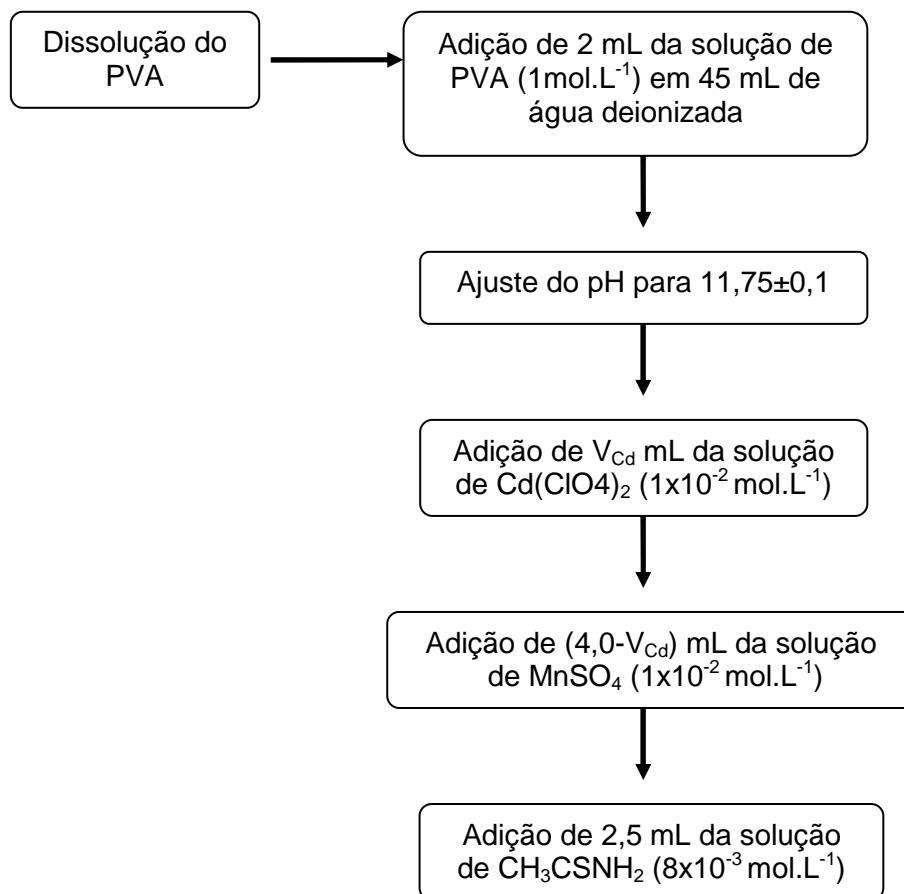 Dissolução do
PVA
Adição de 2 mL da solução de
PVA (1mol.L⁻¹) em 45 mL de
água deionizada
Ajuste do pH para 11,75±0,1
Adição de V_Cd mL da solução
de Cd(ClO4)₂ (1x10⁻² mol.L⁻¹)
Adição de (4,0-V_Cd) mL da solução
de MnSO₄ (1x10⁻² mol.L⁻¹)
Adição de 2,5 mL da solução
de CH₃CSNH₂ (8x10⁻³ mol.L⁻¹)